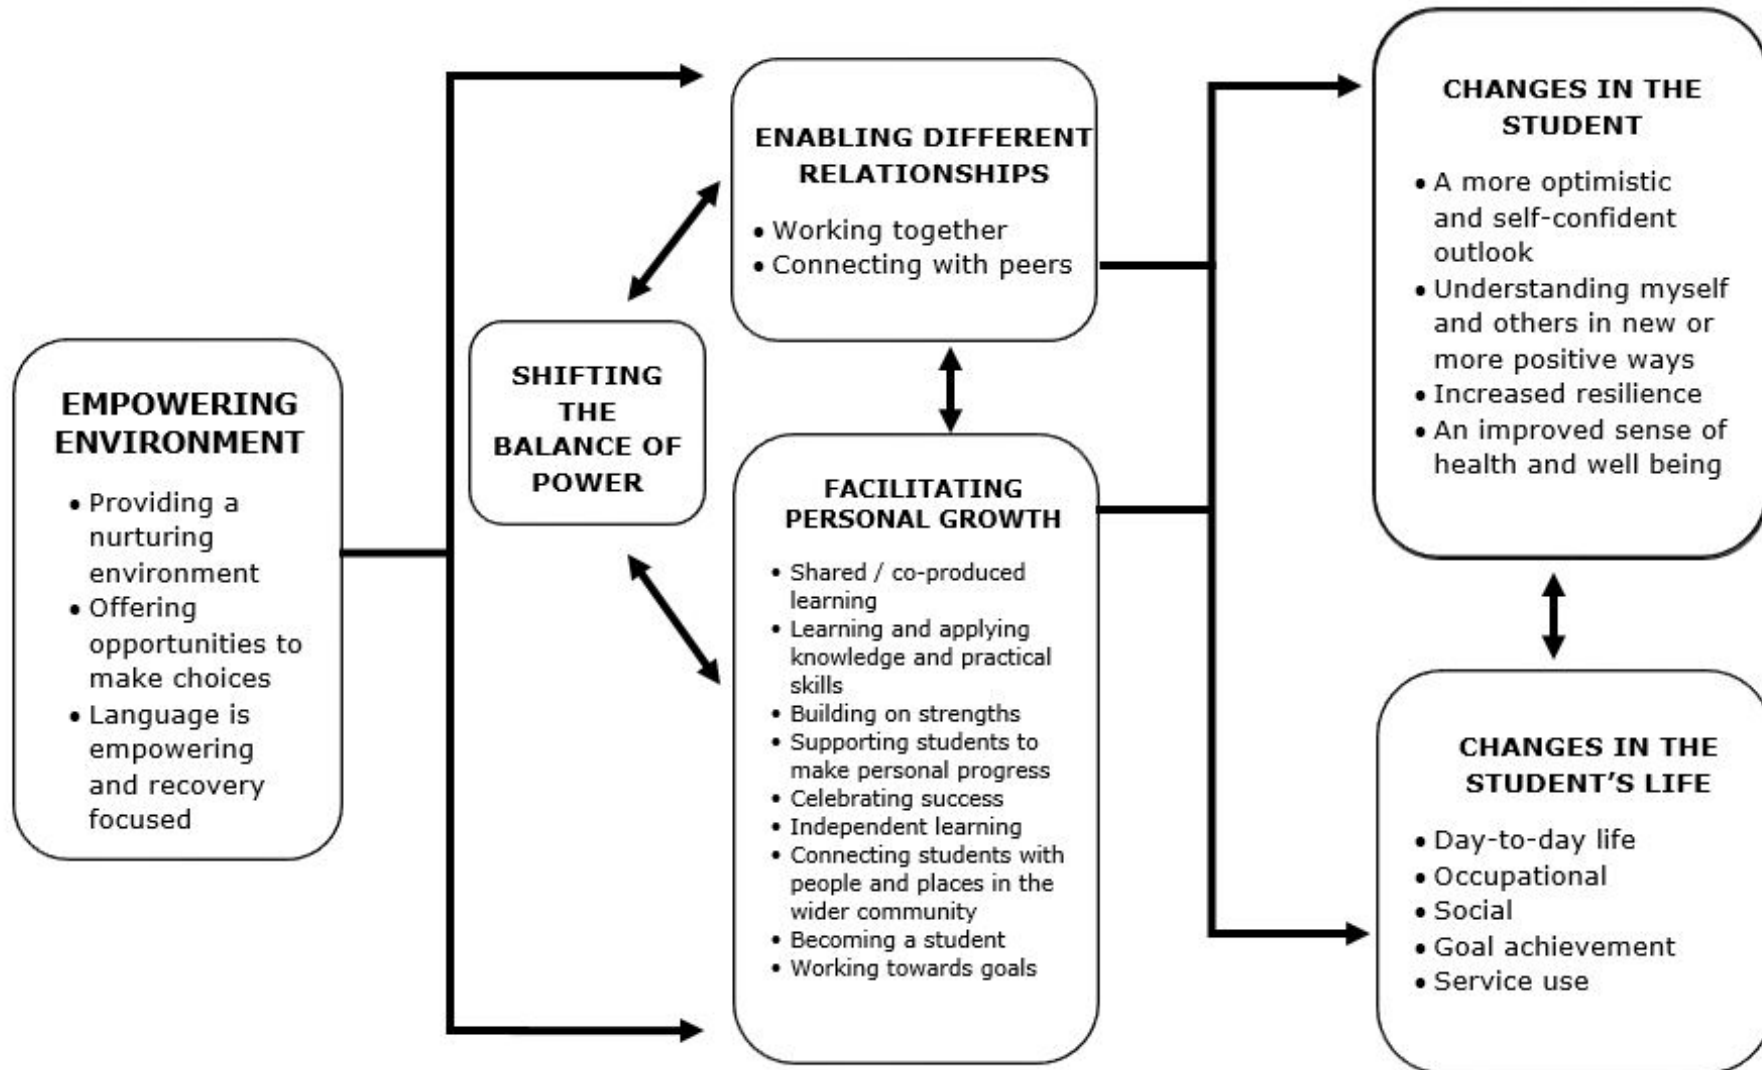 EMPOWERING
ENVIRONMENT
• Providing a
nurturing
environment
• Offering
opportunities to
make choices
• Language is
empowering
and recovery
focused
SHIFTING
THE
BALANCE OF
POWER
ENABLING DIFFERENT
RELATIONSHIPS
• Working together
• Connecting with peers
FACILITATING
PERSONAL GROWTH
• Shared / co-produced
learning
• Learning and applying
knowledge and practical
skills
• Building on strengths
• Supporting students to
make personal progress
• Celebrating success
• Independent learning
• Connecting students with
people and places in the
wider community
• Becoming a student
• Working towards goals
CHANGES IN THE
STUDENT
• A more optimistic
and self-confident
outlook
• Understanding myself
and others in new or
more positive ways
• Increased resilience
• An improved sense of
health and well being
CHANGES IN THE
STUDENT’S LIFE
• Day-to-day life
• Occupational
• Social
• Goal achievement
• Service use